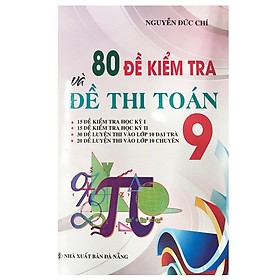 NGUYỄN ĐỨC CHÍ
80 ĐỀ KIỂM TRA
và
ĐỀ THI TOÁN
9
• 15 ĐỀ KIỂM TRA HỌC KỲ I
• 15 ĐỀ KIỂM TRA HỌC KỲ II
• 30 ĐỀ LUYỆN THI VÀO LỚP 10 ĐẠI TRÀ
• 20 ĐỀ LUYỆN THI VÀO LỚP 10 CHUYÊN
π
NHÀ XUẤT BẢN ĐÀ NẴNG